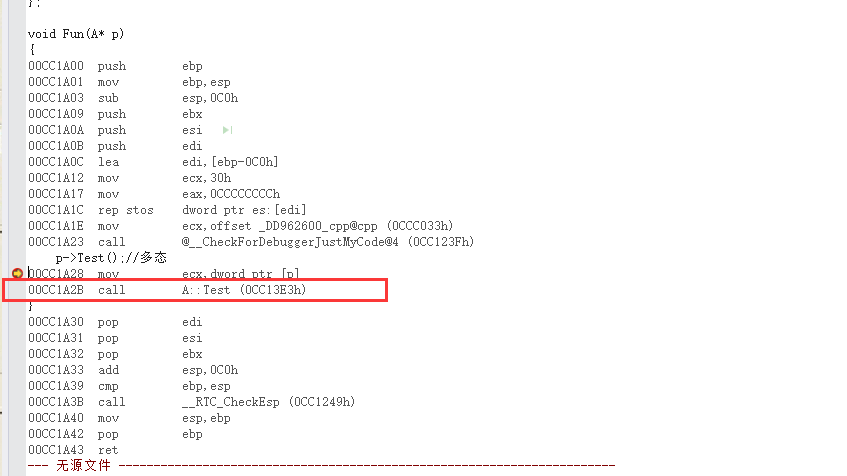 };
void Fun(A* p)
{
00CC1A00 push ebp
00CC1A01 mov ebp,esp
00CC1A03 sub esp,0C0h
00CC1A09 push ebx
00CC1A0A push esi
00CC1A0B push edi
00CC1A0C lea edi,[ebp-0C0h]
00CC1A12 mov ecx,30h
00CC1A17 mov eax,0CCCCCCCCh
00CC1A1C rep stos dword ptr es:[edi]
00CC1A1E mov ecx,offset _DD962600_cpp@cpp (0CCC033h)
00CC1A23 call @__CheckForDebuggerJustMyCode@4 (0CC123Fh)
p->Test();//多态
00CC1A28 mov ecx,dword ptr [p]
00CC1A2B call A::Test (0CC13E3h)
}
00CC1A30 pop edi
00CC1A31 pop esi
00CC1A32 pop ebx
00CC1A33 add esp,0C0h
00CC1A39 cmp ebp,esp
00CC1A3B call __RTC_CheckEsp (0CC1249h)
00CC1A40 mov esp,ebp
00CC1A42 pop ebp
00CC1A43 ret
--- 无源文件 -----------------------------------------------------------------------